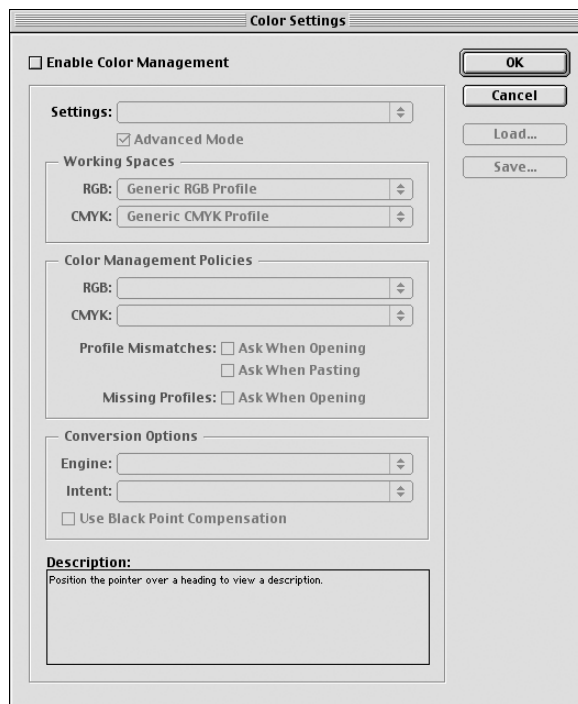 Color Settings
Enable Color Management
OK
Cancel
Load...
Save...
Settings:
Advanced Mode
Working Spaces
RGB: Generic RGB Profile
CMYK: Generic CMYK Profile
Color Management Policies
RGB:
CMYK:
Profile Mismatches: Ask When Opening
Ask When Pasting
Missing Profiles: Ask When Opening
Conversion Options
Engine:
Intent:
Use Black Point Compensation
Description:
Position the pointer over a heading to view a description.